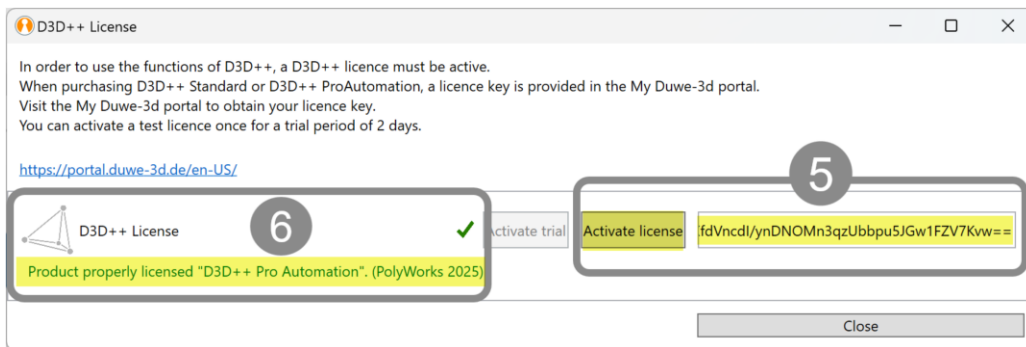 D3D++ License
In order to use the functions of D3D++, a D3D++ licence must be active.
When purchasing D3D++ Standard or D3D++ ProAutomation, a licence key is provided in the My Duwe-3d portal.
Visit the My Duwe-3d portal to obtain your licence key.
You can activate a test licence once for a trial period of 2 days.
https://portal.duwe-3d.de/en-US/
5
6
D3D++ License
Activate trial
Activate license
fdVncdI/ynDNOMn3qzUbbpu5JGw1FZV7Kvw==
Product properly licensed "D3D++ Pro Automation". (PolyWorks 2025)
Close